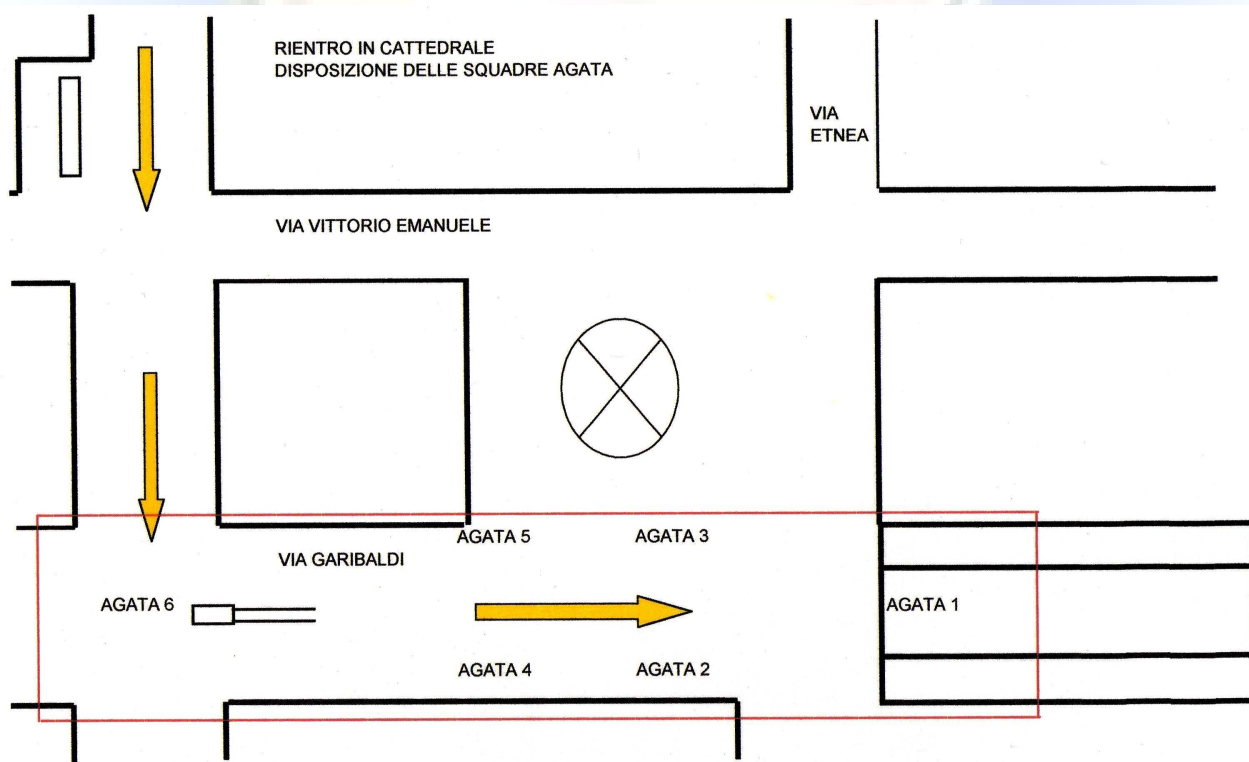 RIENTRO IN CATTEDRALE
DISPOSIZIONE DELLE SQUADRE AGATA
VIA
ETNEA
VIA VITTORIO EMANUELE
AGATA 5
AGATA 3
VIA GARIBALDI
AGATA 6
AGATA 1
AGATA 4
AGATA 2